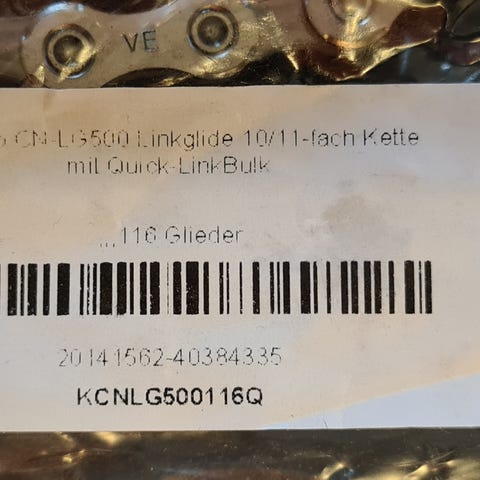 VE
CN-LG500 Linkglide 10/11-fach Kette
mit Quick-LinkBulk
,,,116 Glieder
20141562-40384335
KCNLG500116Q